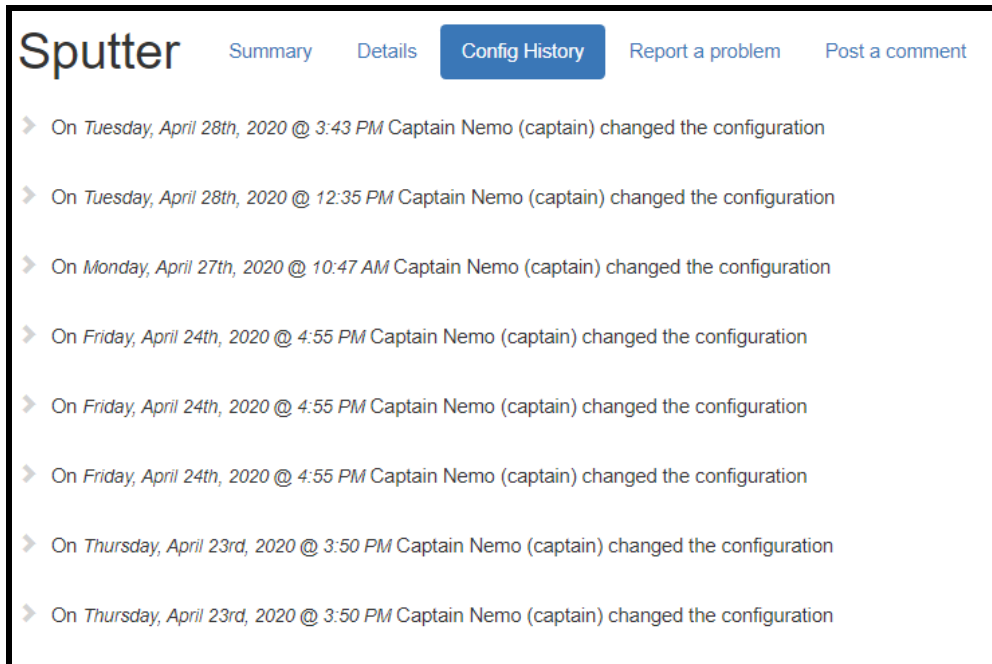 Sputter Summary Details Config History Report a problem Post a comment
On Tuesday, April 28th, 2020 @ 3:43 PM Captain Nemo (captain) changed the configuration
On Tuesday, April 28th, 2020 @ 12:35 PM Captain Nemo (captain) changed the configuration
On Monday, April 27th, 2020 @ 10:47 AM Captain Nemo (captain) changed the configuration
On Friday, April 24th, 2020 @ 4:55 PM Captain Nemo (captain) changed the configuration
On Friday, April 24th, 2020 @ 4:55 PM Captain Nemo (captain) changed the configuration
On Friday, April 24th, 2020 @ 4:55 PM Captain Nemo (captain) changed the configuration
On Thursday, April 23rd, 2020 @ 3:50 PM Captain Nemo (captain) changed the configuration
On Thursday, April 23rd, 2020 @ 3:50 PM Captain Nemo (captain) changed the configuration